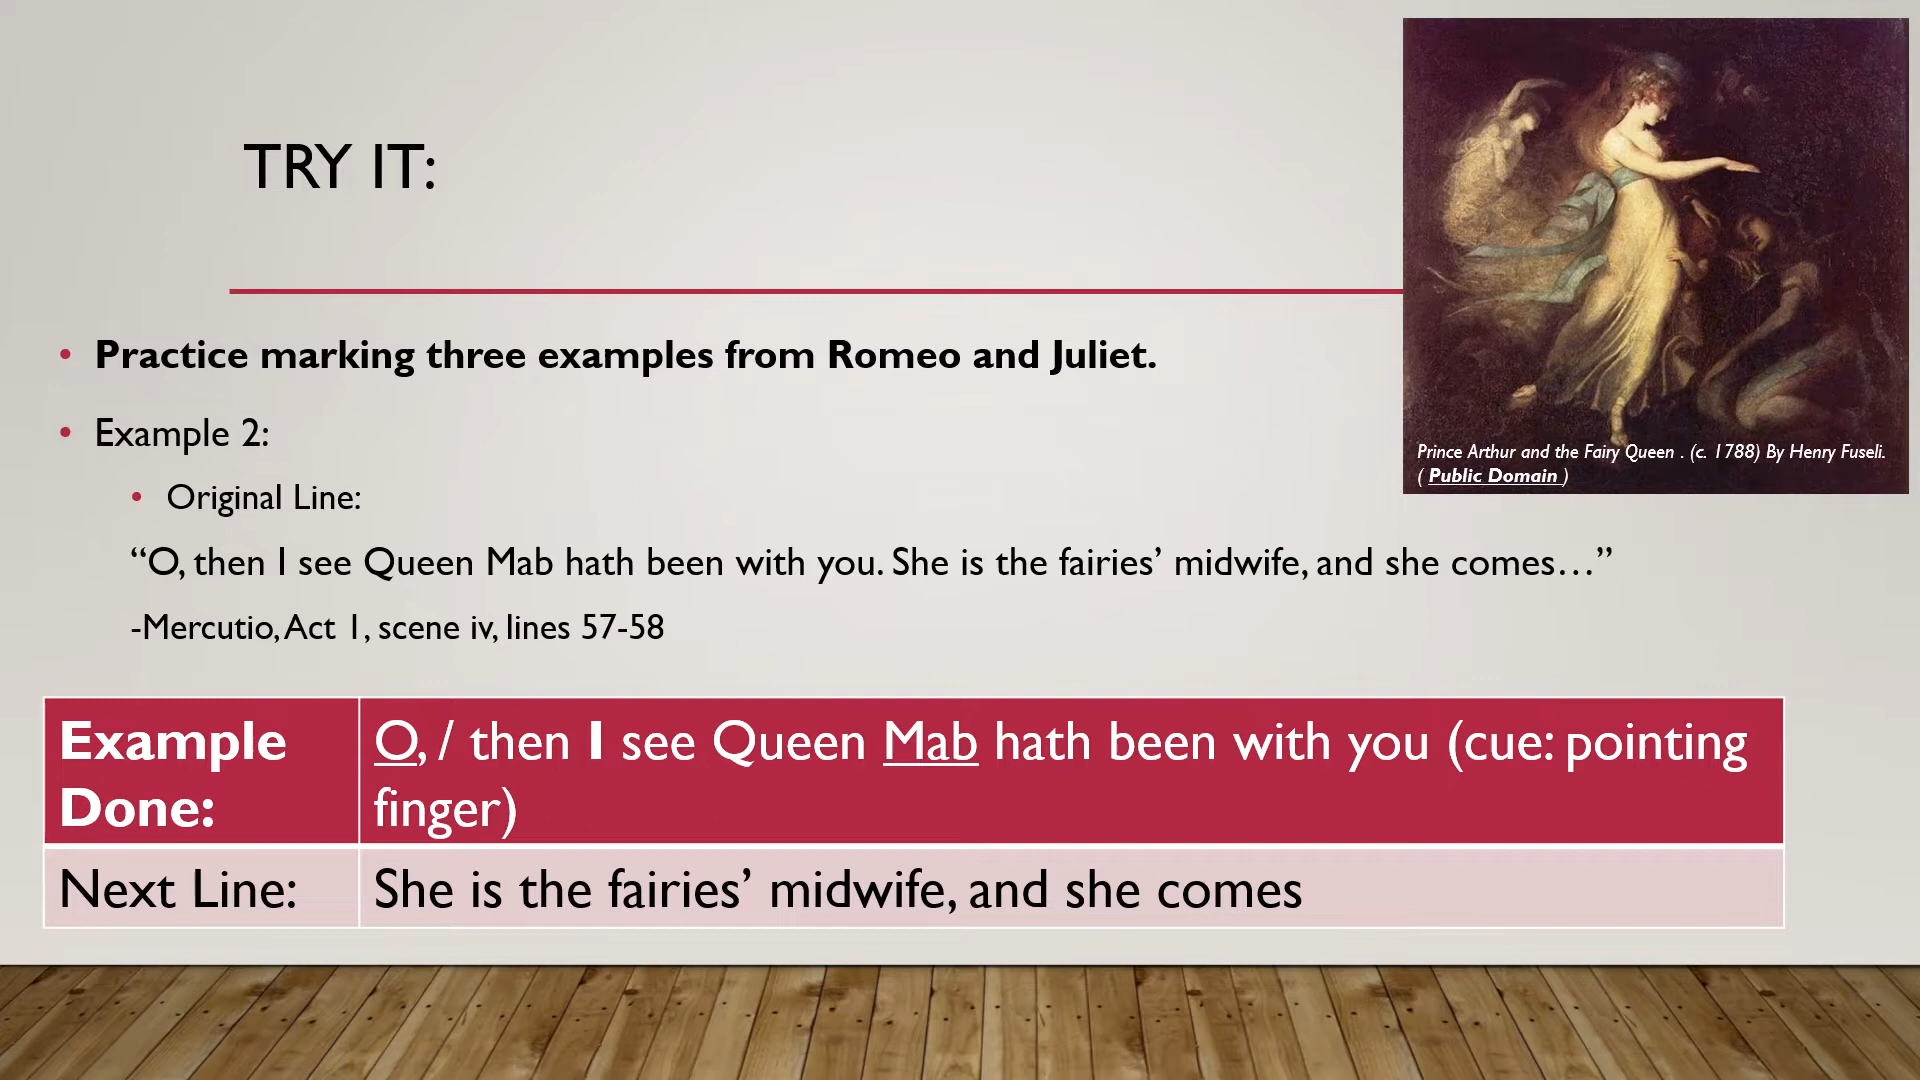 TRY IT:
Prince Arthur and the Fairy Queen . (c. 1788) By Henry Fuseli.
( Public Domain )
• Practice marking three examples from Romeo and Juliet.
• Example 2:
• Original Line:
“O, then I see Queen Mab hath been with you. She is the fairies’ midwife, and she comes…”
-Mercutio, Act 1, scene iv, lines 57-58
Example Done:
O, / then I see Queen Mab hath been with you (cue: pointing
finger)
Next Line:
She is the fairies’ midwife, and she comes